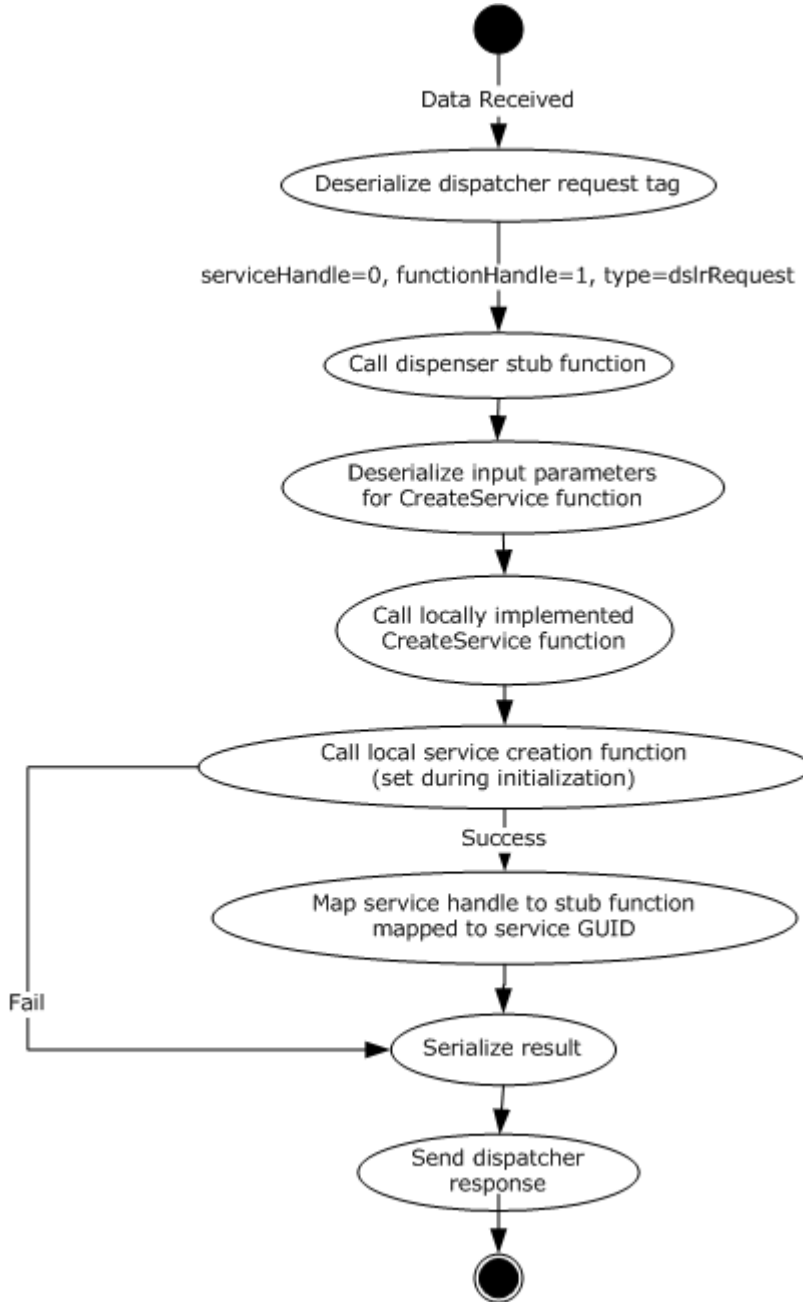 Data Received
Deserialize dispatcher request tag
serviceHandle=0, functionHandle=1, type=dslrRequest
Call dispenser stub function
Deserialize input parameters
for CreateService function
Call locally implemented
CreateService function
Call local service creation function
(set during initialization)
Success
Map service handle to stub function
mapped to service GUID
Fail
Serialize result
Send dispatcher
response